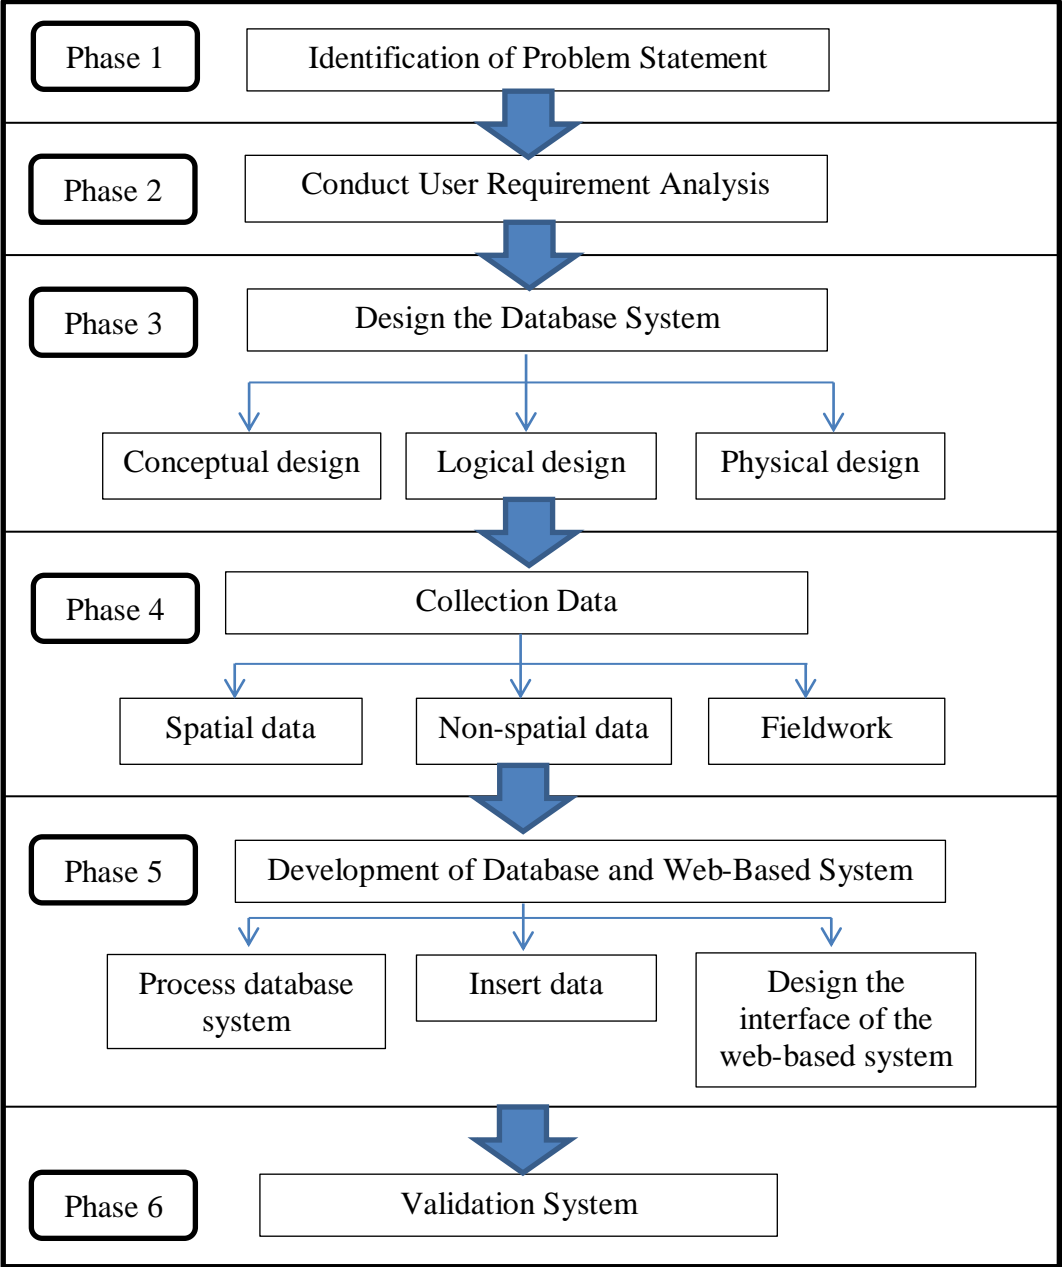 Phase 1
Identification of Problem Statement
Phase 2
Conduct User Requirement Analysis
Phase 3
Design the Database System
Conceptual design
Logical design
Physical design
Phase 4
Collection Data
Spatial data
Non-spatial data
Fieldwork
Phase 5
Development of Database and Web-Based System
Process database
system
Insert data
Design the
interface of the
web-based system
Phase 6
Validation System